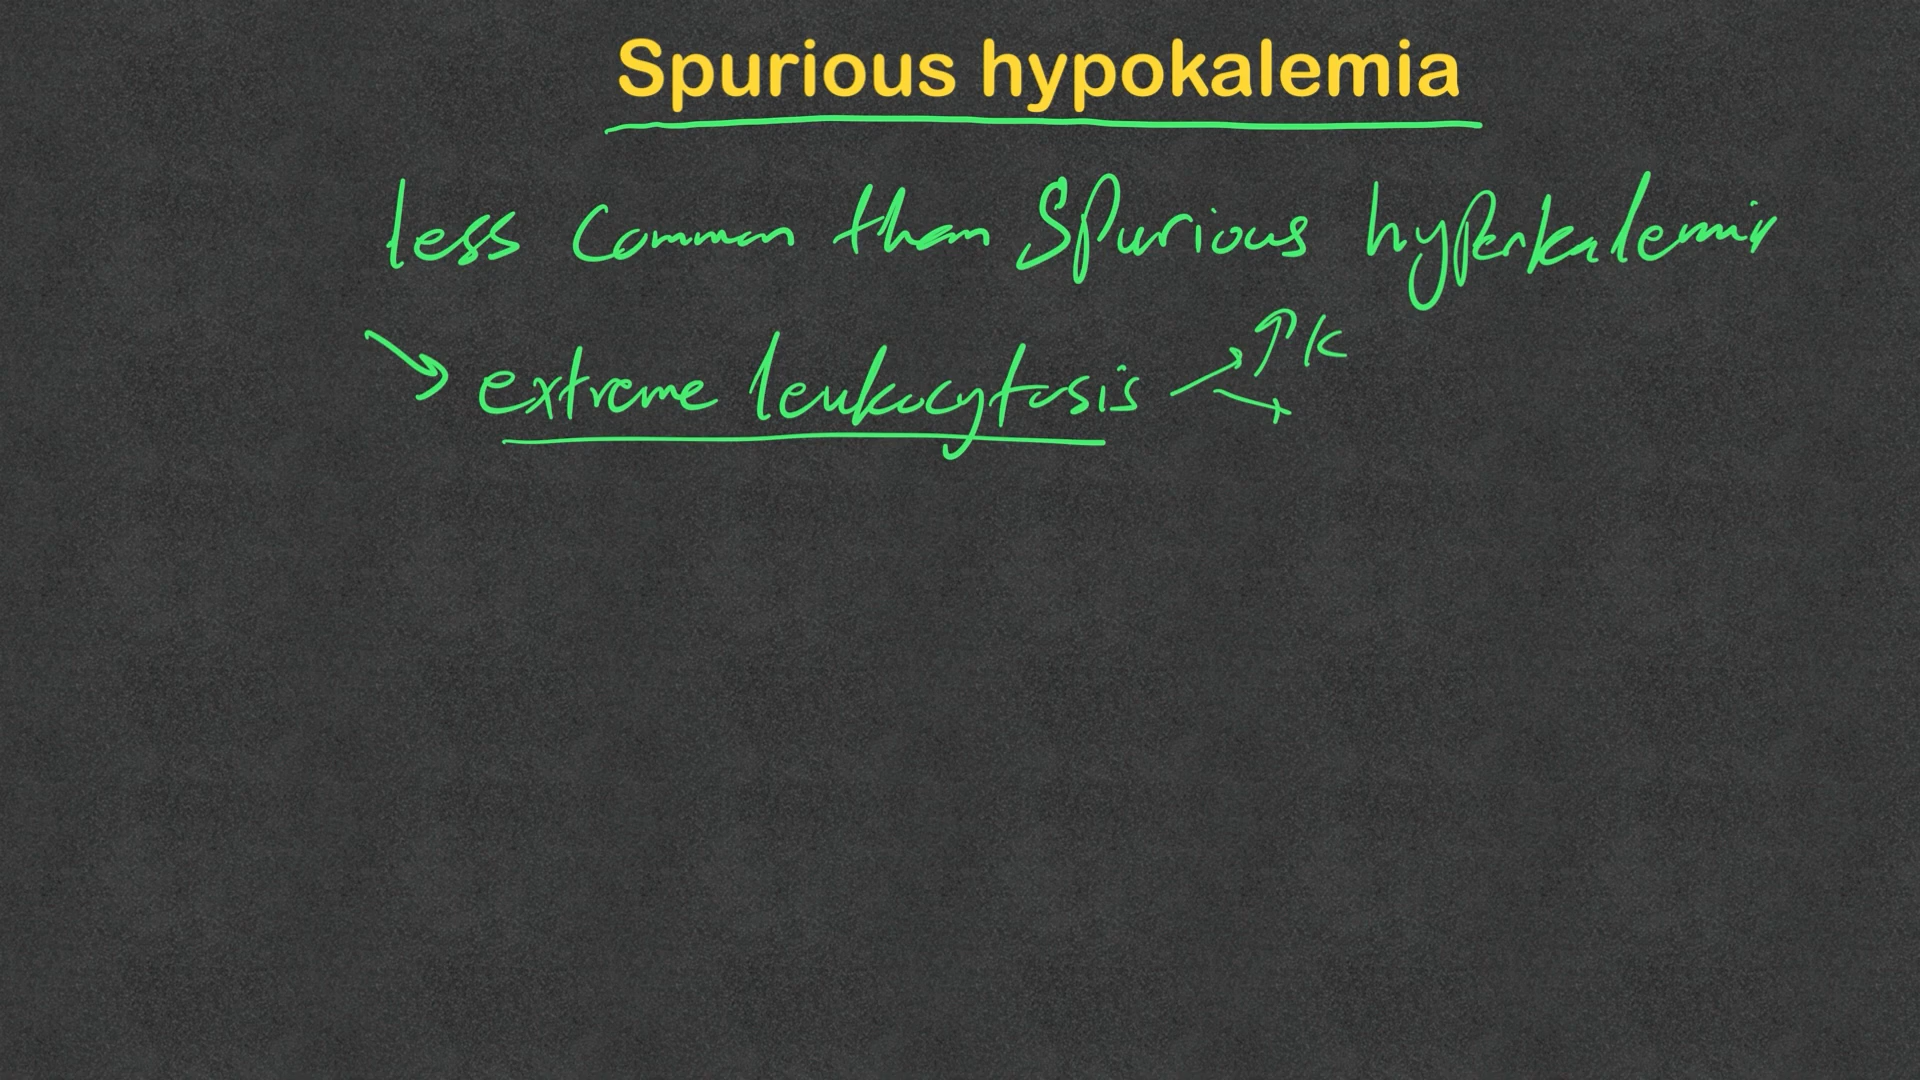 Spurious hypokalemia
less common than Spurious hyperkalemia
↘ extreme leukocytosis ↗ ↑ K
→